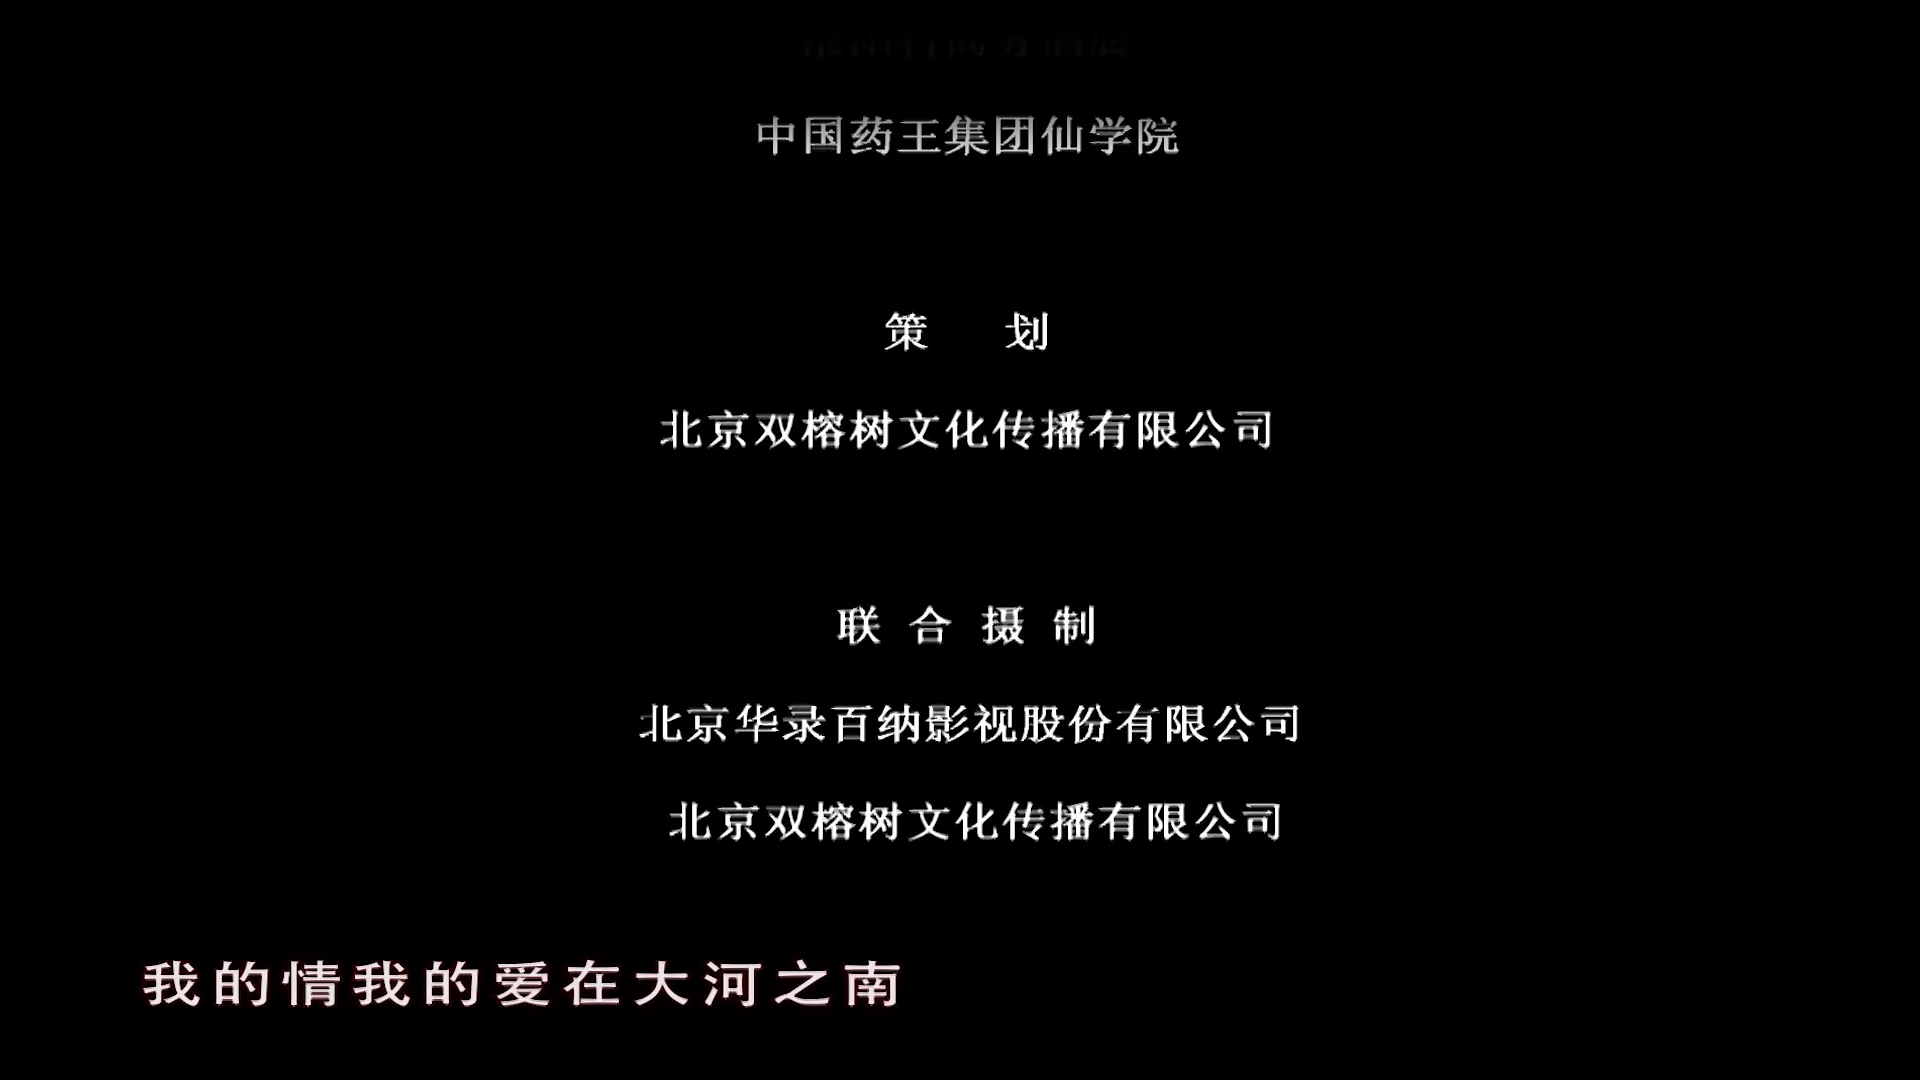 中国药王集团仙学院
策 划
北京双榕树文化传播有限公司
联 合 摄 制
北京华录百纳影视股份有限公司
北京双榕树文化传播有限公司
我的情我的爱在大河之南